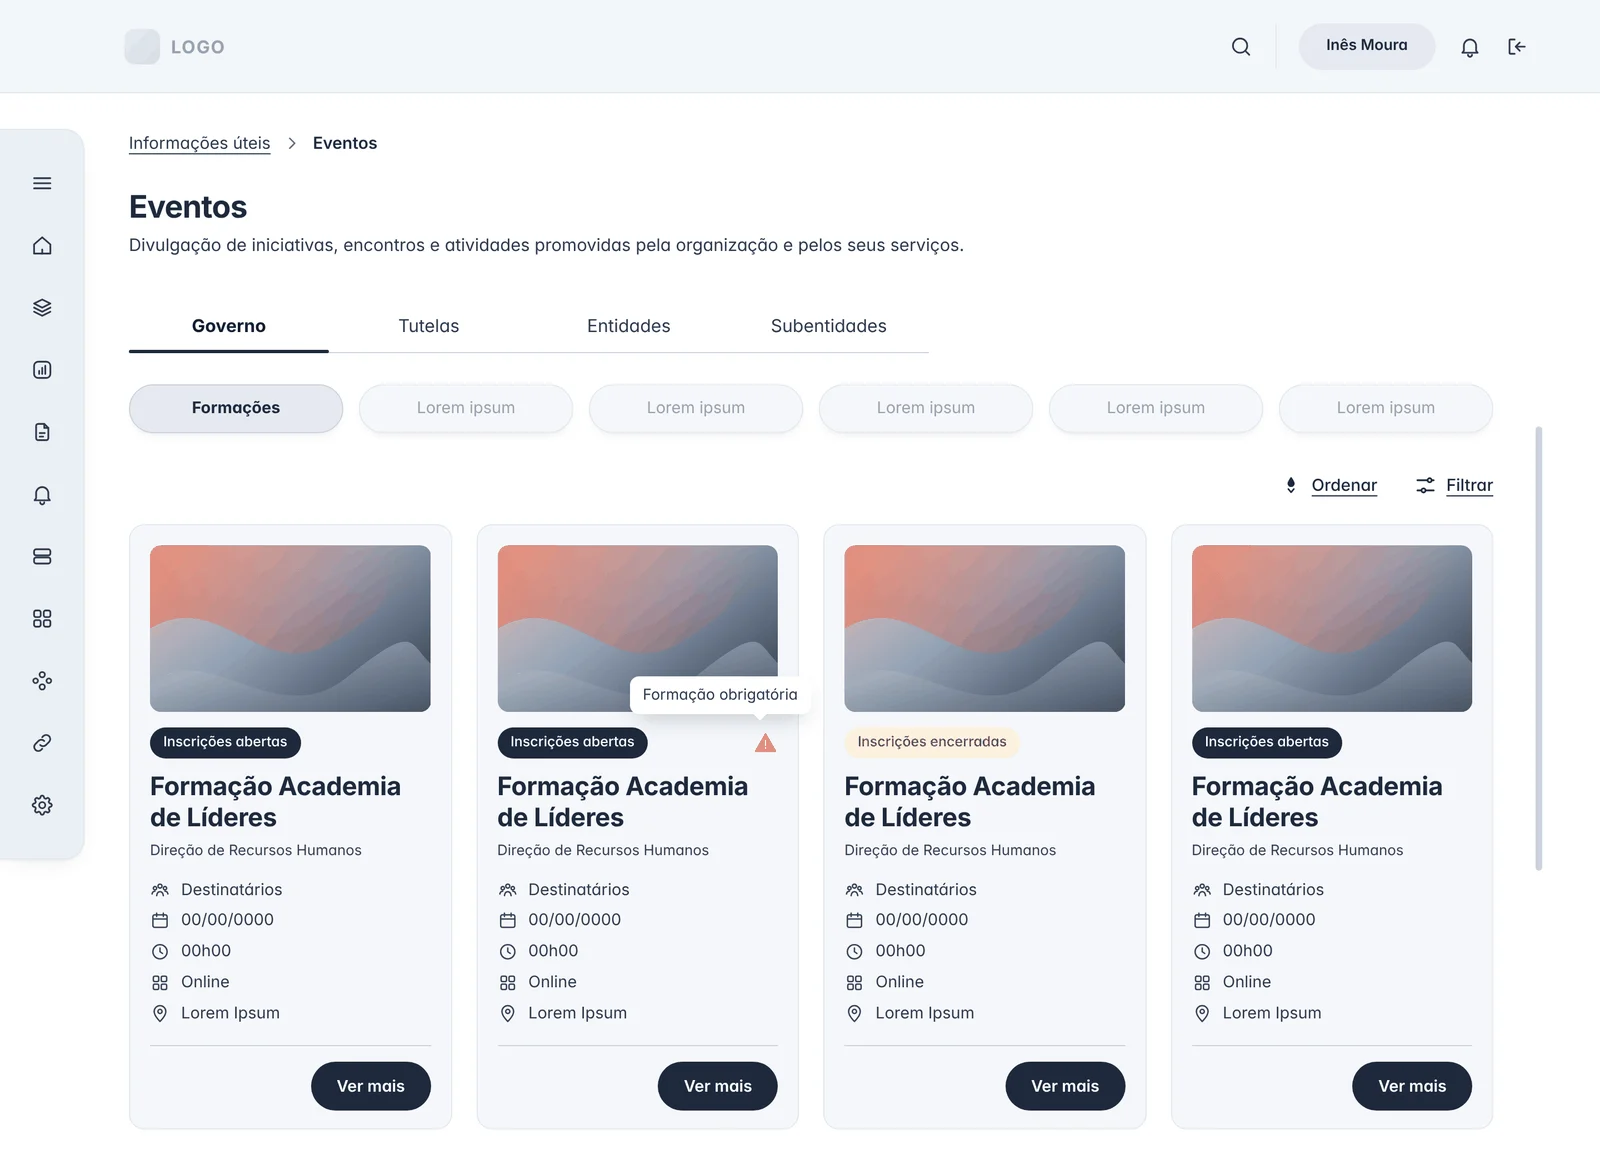 LOGO
Inês Moura
Informações úteis > Eventos
Eventos
Divulgação de iniciativas, encontros e atividades promovidas pela organização e pelos seus serviços.
Governo Tutelas Entidades Subentidades
Formações Lorem ipsum Lorem ipsum Lorem ipsum Lorem ipsum Lorem ipsum
Ordenar Filtrar
Inscrições abertas
Formação Academia
de Líderes
Direção de Recursos Humanos
Destinatários
00/00/0000
00h00
Online
Lorem Ipsum
Ver mais
Formação obrigatória
Inscrições abertas
Formação Academia
de Líderes
Direção de Recursos Humanos
Destinatários
00/00/0000
00h00
Online
Lorem Ipsum
Ver mais
Inscrições encerradas
Formação Academia
de Líderes
Direção de Recursos Humanos
Destinatários
00/00/0000
00h00
Online
Lorem Ipsum
Ver mais
Inscrições abertas
Formação Academia
de Líderes
Direção de Recursos Humanos
Destinatários
00/00/0000
00h00
Online
Lorem Ipsum
Ver mais